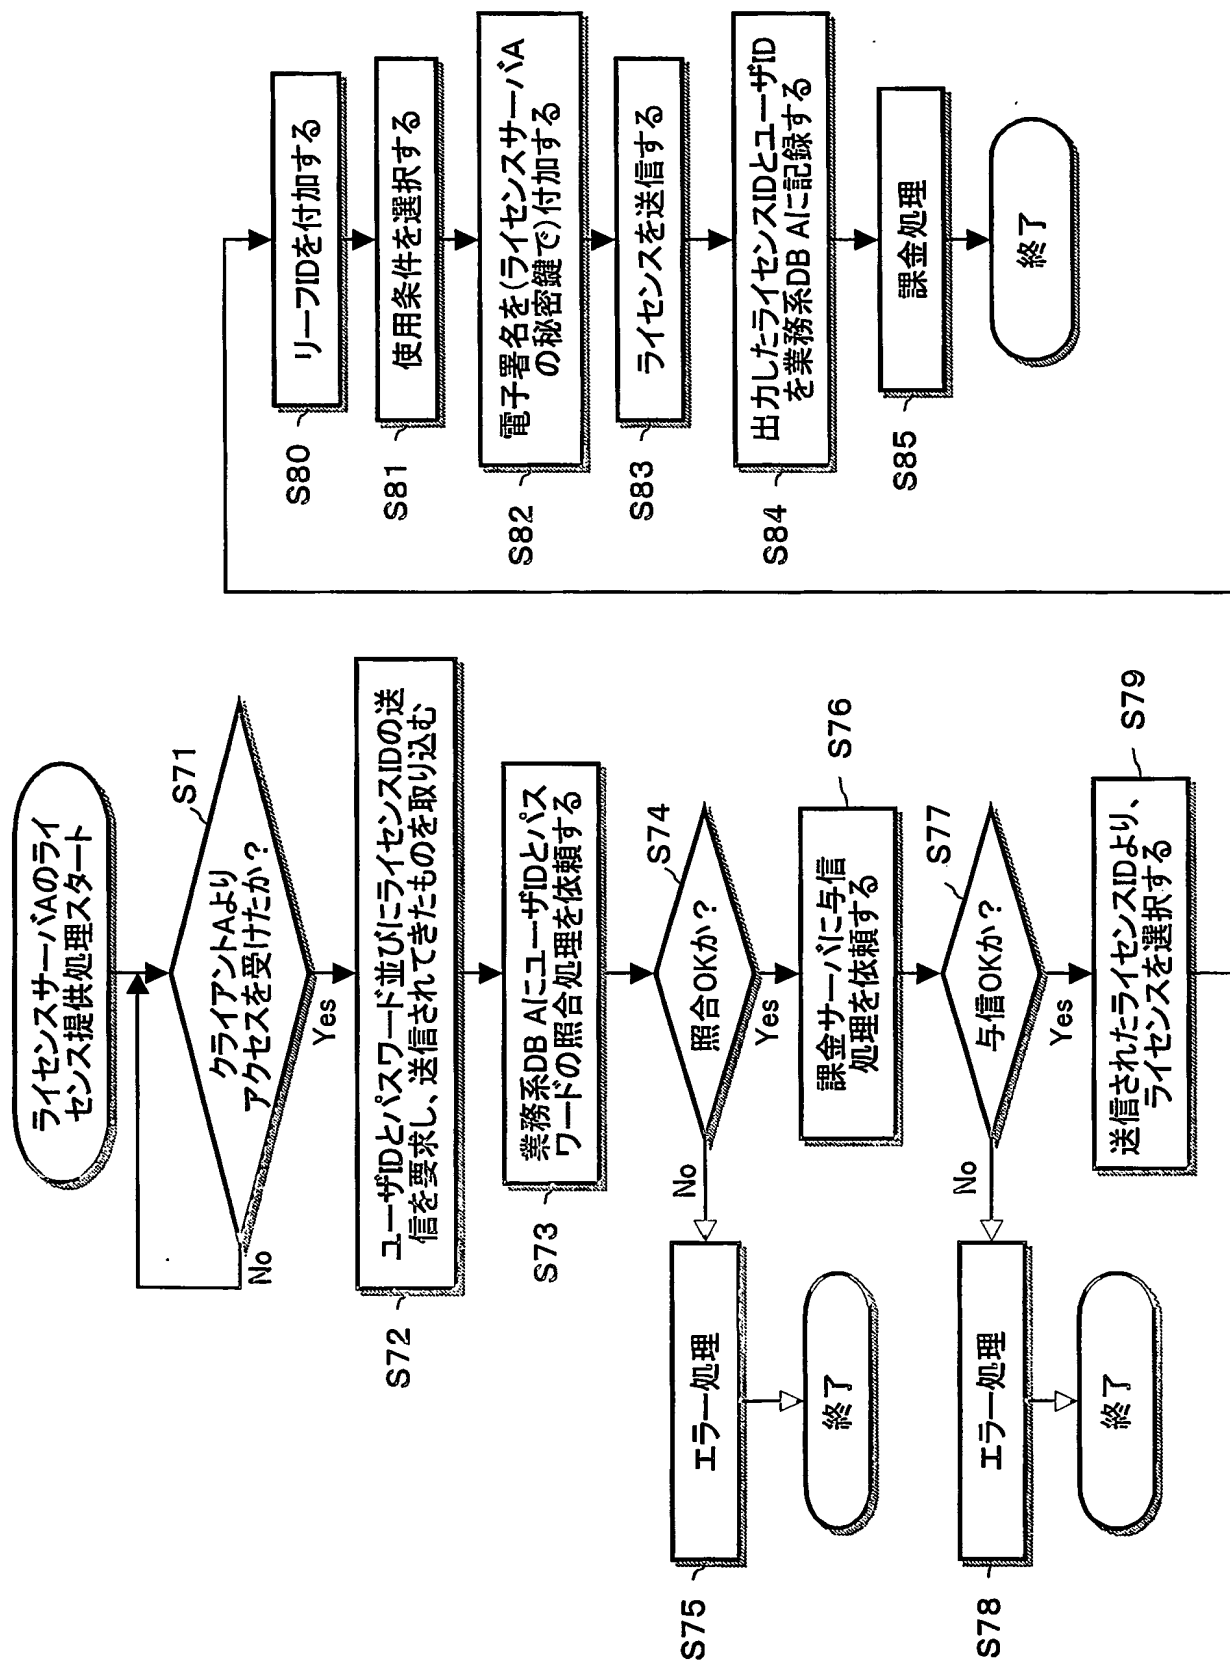 ライセンスサーバAのライ
センス提供処理スタート
S71
クライアントAより
アクセスを受けたか?
No
Yes
S72
ユーザIDとパスワード並びにライセンスIDの送
信を要求し、送信されてきたものを取り込む
S73
業務系DB AにユーザIDとパス
ワードの照合処理を依頼する
S74
照合OKか?
No
Yes
S75
エラー処理
終了
S76
課金サーバに与信
処理を依頼する
S77
与信OKか?
No
Yes
S78
エラー処理
終了
S79
送信されたライセンスIDより、
ライセンスを選択する
S80
リーフIDを付加する
S81
使用条件を選択する
S82
電子署名を(ライセンスサーバA
の秘密鍵で)付加する
S83
ライセンスを送信する
S84
出力したライセンスIDとユーザID
を業務系DB Aに記録する
S85
課金処理
終了